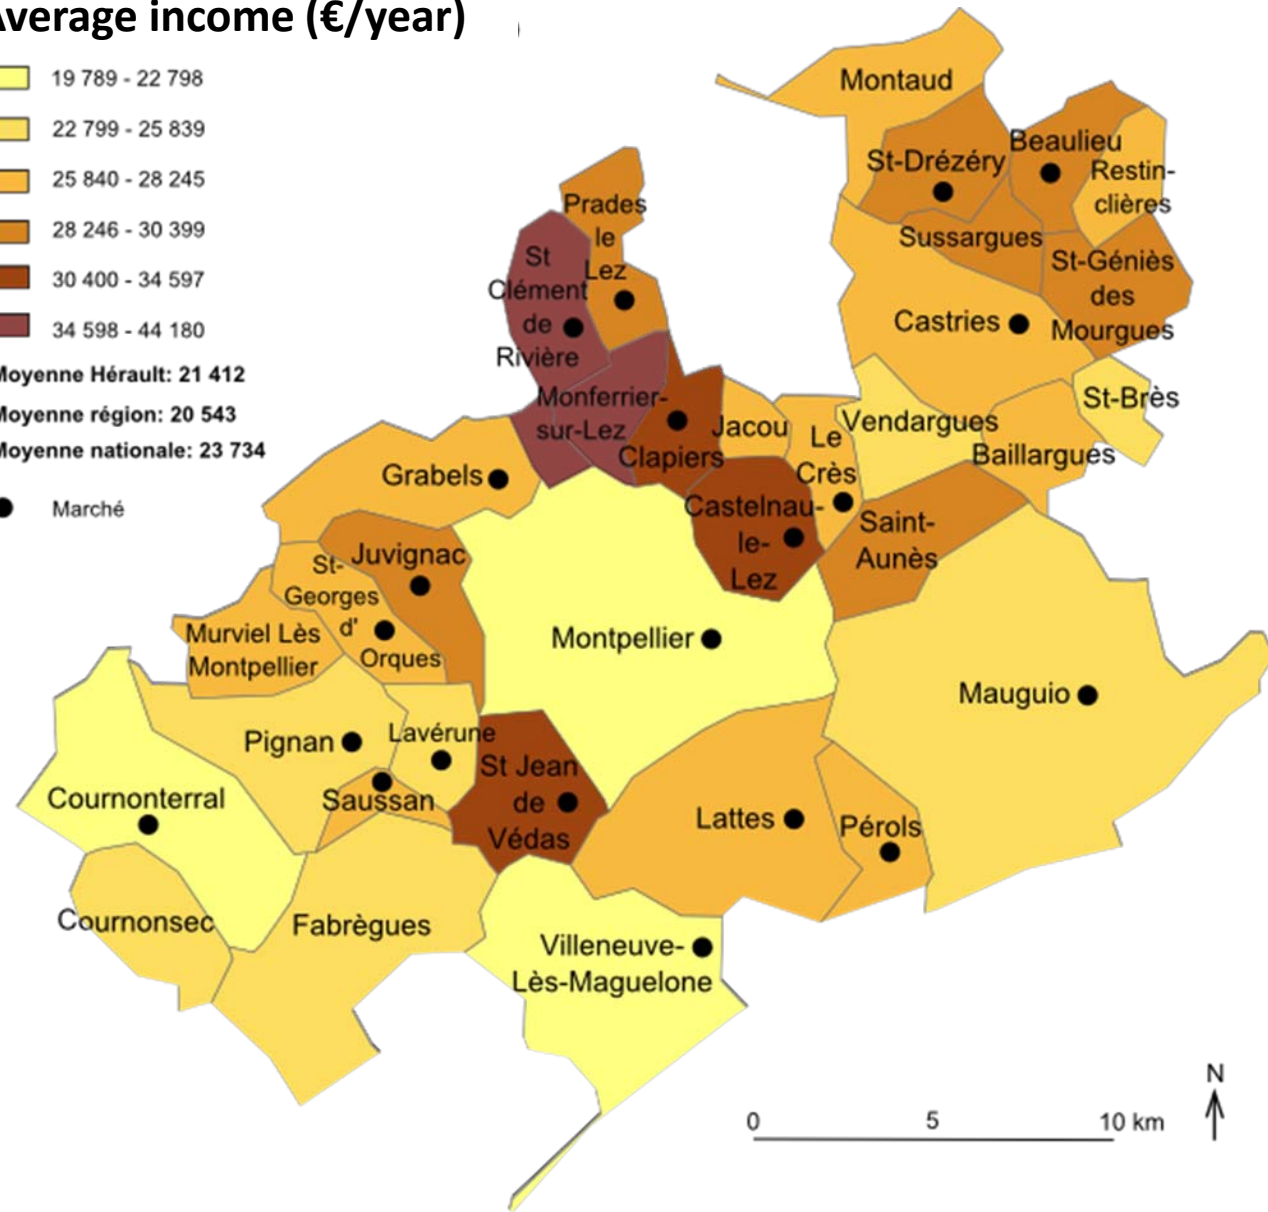 verage income (€/year)
19 789 - 22 798
22 799 - 25 839
25 840 - 28 245
28 246 - 30 399
30 400 - 34 597
34 598 - 44 180
Moyenne Hérault: 21 412
Moyenne région: 20 543
Moyenne nationale: 23 734
Marché
Montaud
Beaulieu
St-Drézéry
Restin-
clières
Prades
le
Lez
Sussargues
St
Clément
de
Rivière
St-Géniès
des
Mourgues
Castries
Monferrier-
sur-Lez
St-Brès
Jacou
Vendargues
Le
Crès
Clapiers
Baillargues
Grabels
Castelnau-
le-
Lez
Saint-
Aunès
Juvignac
St-
Georges
d'
Orques
Murviel Lès
Montpellier
Montpellier
Mauguio
Pignan
Lavérune
St Jean
de
Védas
Cournonterral
Saussan
Lattes
Pérols
Cournonsec
Fabrègues
Villeneuve-
Lès-Maguelone
N
0 5 10 km